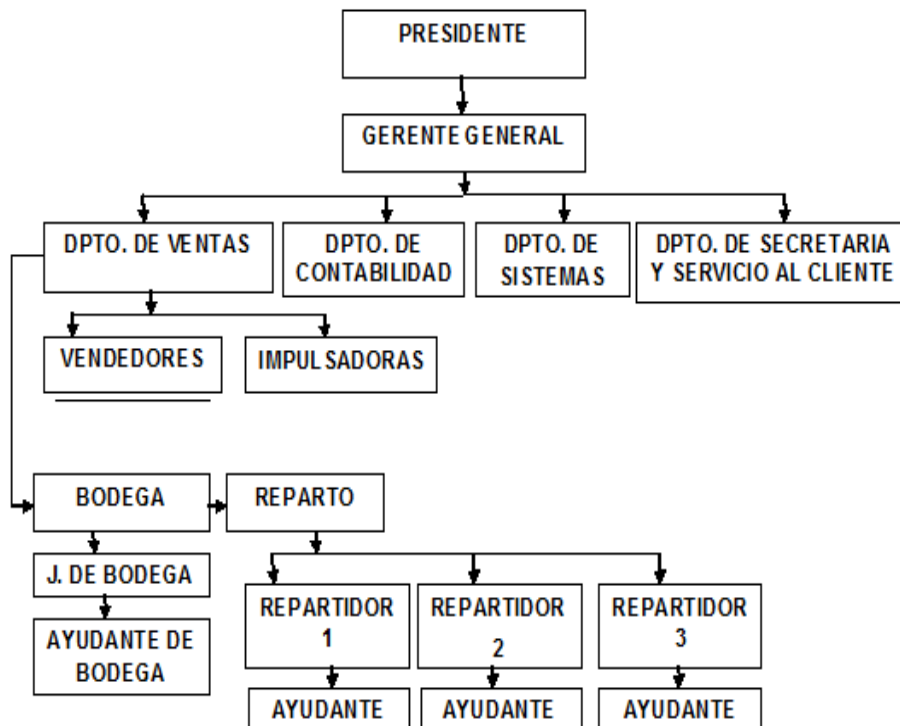 PRESIDENTE
GERENTE GENERAL
DPTO. DE VENTAS
DPTO. DE
CONTABILIDAD
DPTO. DE
SISTEMAS
DPTO. DE SECRETARIA
Y SERVICIO AL CLIENTE
VENDEDORES
IMPULSADORAS
BODEGA
REPARTO
J. DE BODEGA
AYUDANTE DE
BODEGA
REPARTIDOR
1
REPARTIDOR
2
REPARTIDOR
3
AYUDANTE
AYUDANTE
AYUDANTE